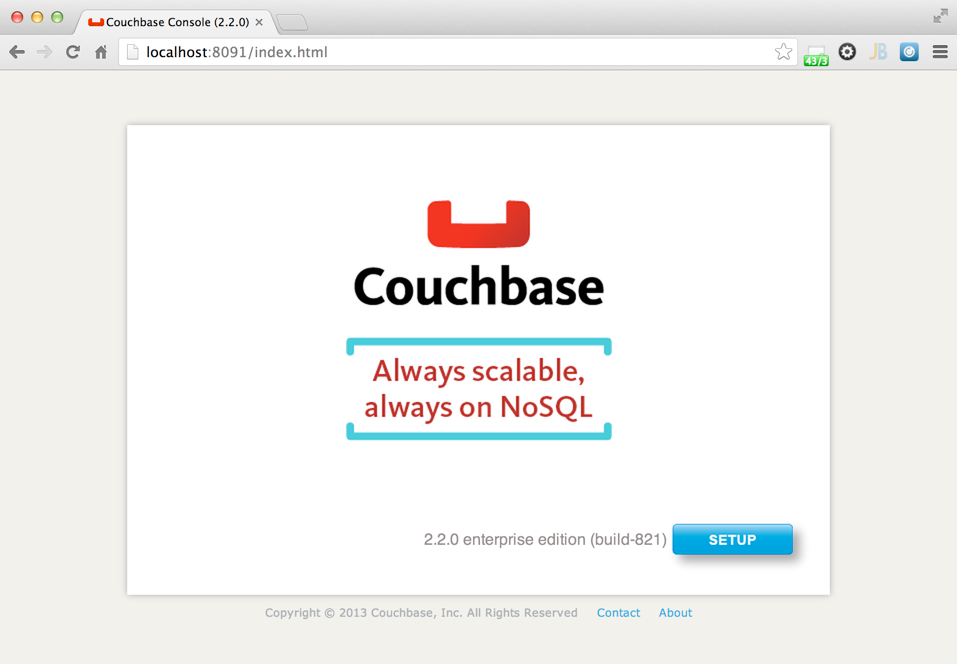 Couchbase Console (2.2.0)
localhost:8091/index.html
43/3
JB
Couchbase
Always scalable,
always on NoSQL
2.2.0 enterprise edition (build-821) SETUP
Copyright © 2013 Couchbase, Inc. All Rights Reserved Contact About